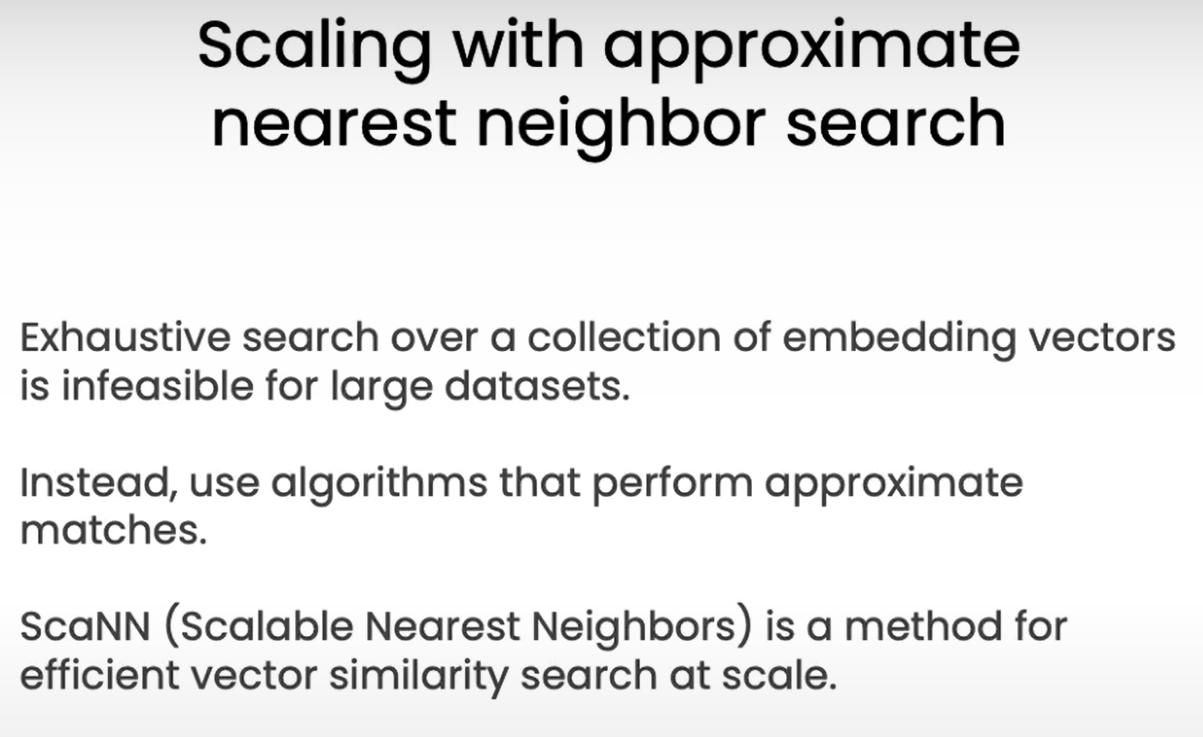 Scaling with approximate
nearest neighbor search
Exhaustive search over a collection of embedding vectors
is infeasible for large datasets.
Instead, use algorithms that perform approximate
matches.
ScaNN (Scalable Nearest Neighbors) is a method for
efficient vector similarity search at scale.